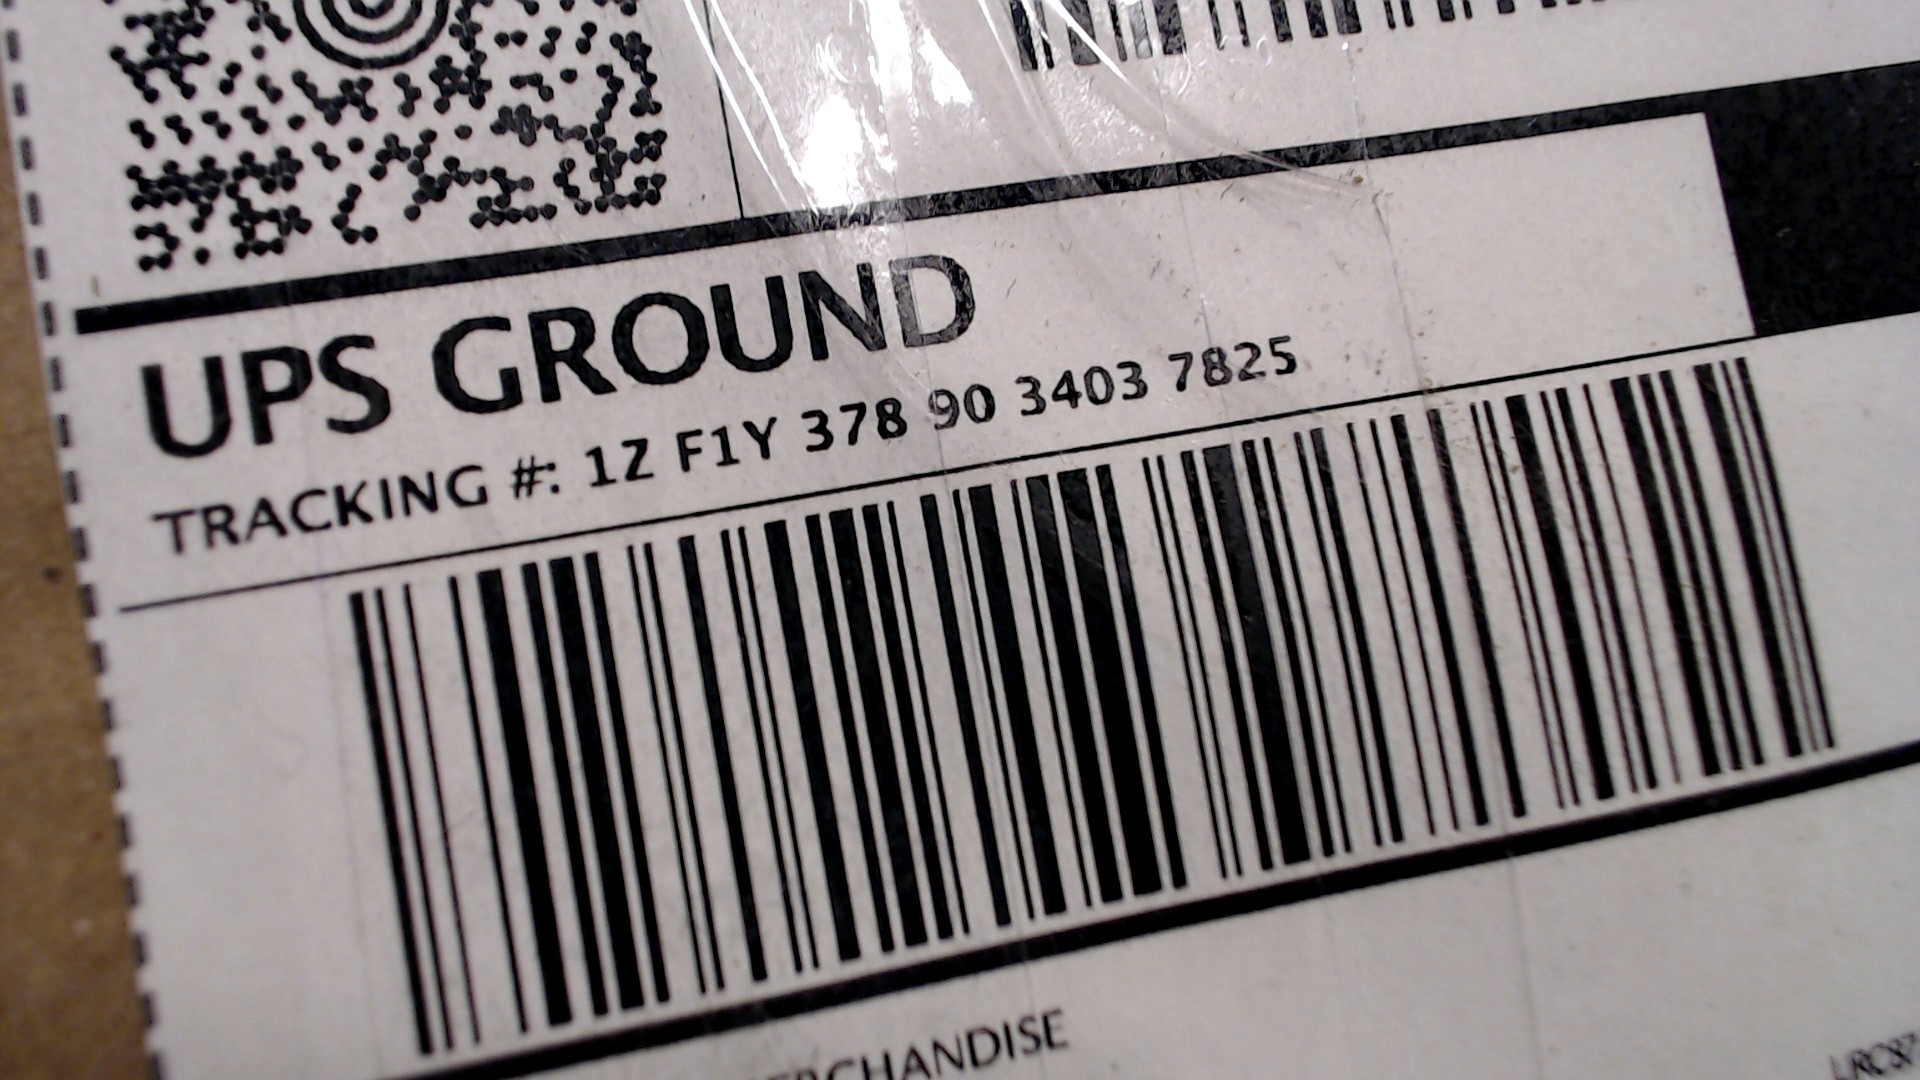 UPS GROUND
TRACKING #: 1Z F1Y 378 90 3403 7825